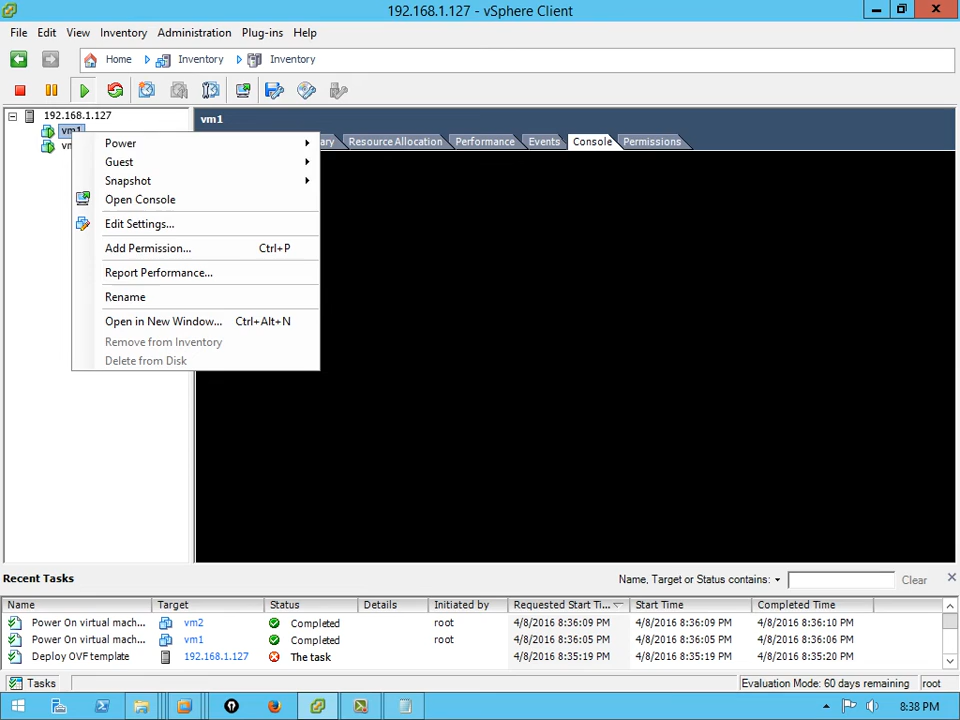 192.168.1.127 - vSphere Client
File Edit View Inventory Administration Plug-ins Help
Home Inventory Inventory
192.168.1.127
vm1
vm1
Power
Guest
Snapshot
Open Console
Edit Settings...
Add Permission... Ctrl+P
Report Performance...
Rename
Open in New Window... Ctrl+Alt+N
Remove from Inventory
Delete from Disk
Resource Allocation Performance Events Console Permissions
Recent Tasks
Name, Target or Status contains: Clear
Name Target Status Details Initiated by Requested Start Ti... Start Time Completed Time
Power On virtual mach... vm2 Completed root 4/8/2016 8:36:09 PM 4/8/2016 8:36:09 PM 4/8/2016 8:36:10 PM
Power On virtual mach... vm1 Completed root 4/8/2016 8:36:05 PM 4/8/2016 8:36:05 PM 4/8/2016 8:36:06 PM
Deploy OVF template 192.168.1.127 The task 4/8/2016 8:35:19 PM 4/8/2016 8:35:19 PM 4/8/2016 8:35:20 PM
Tasks Evaluation Mode: 60 days remaining root
8:38 PM